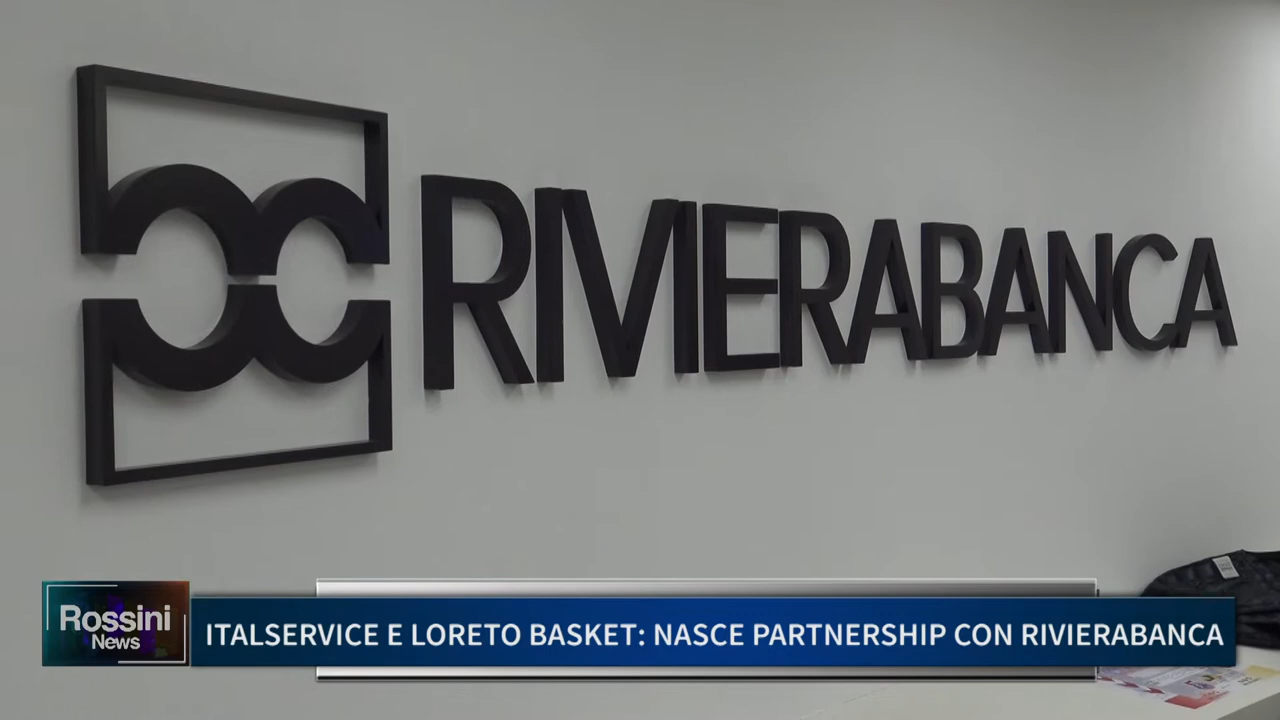 RIVIERABANCA
Rossini
News
ITALSERVICE E LORETO BASKET: NASCE PARTNERSHIP CON RIVIERABANCA